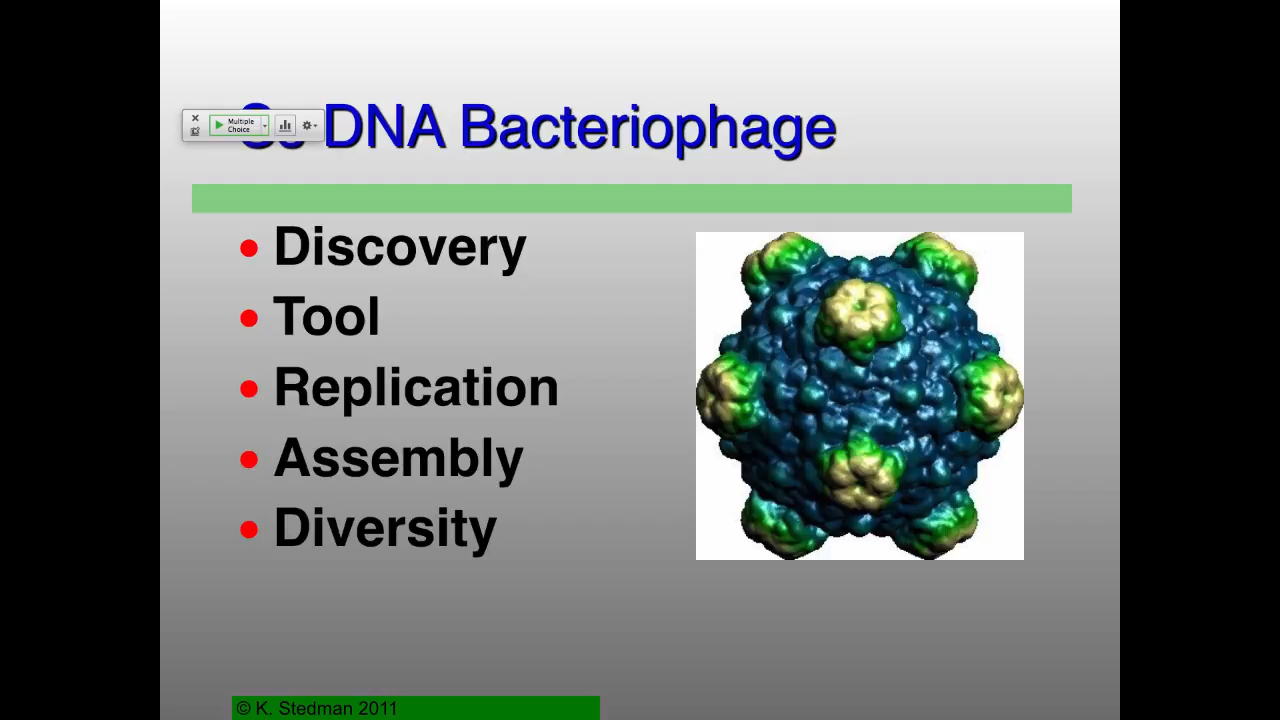 Multiple
Choice
DNA Bacteriophage
• Discovery
• Tool
• Replication
• Assembly
• Diversity
© K. Stedman 2011